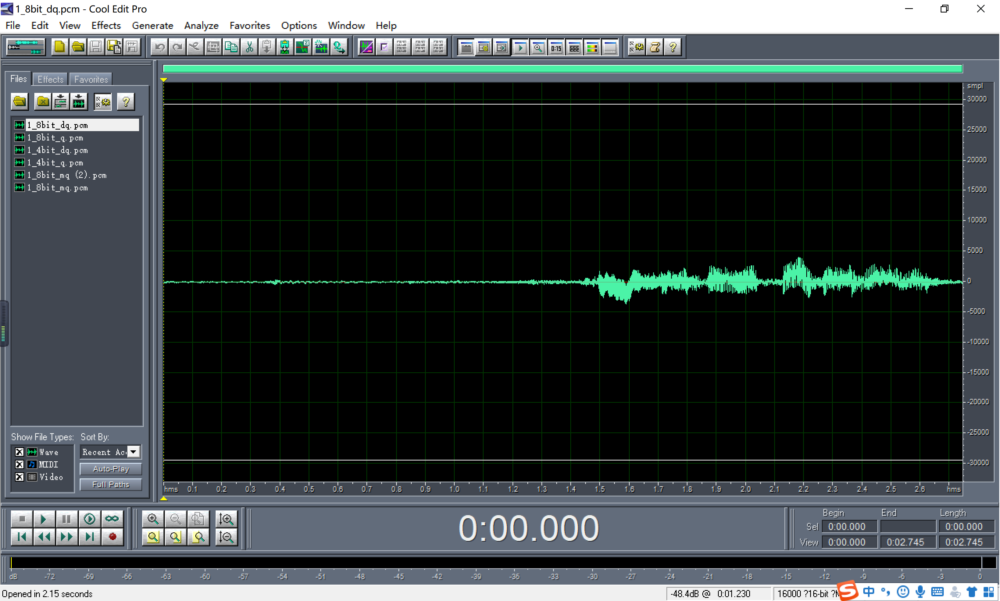 1_8bit_dq.pcm - Cool Edit Pro
File Edit View Effects Generate Analyze Favorites Options Window Help
0:15
Files Effects Favorites
1_8bit_dq.pcm
1_8bit_q.pcm
1_4bit_dq.pcm
1_4bit_q.pcm
1_8bit_mq (2).pcm
1_8bit_mq.pcm
Show File Types: Sort By:
Wave
MIDI
Video
Recent Ac
Auto-Play
Full Paths
smpl
30000
25000
20000
15000
10000
5000
0
-5000
-10000
-15000
-20000
-25000
-30000
hms 0.1 0.2 0.3 0.4 0.5 0.6 0.7 0.8 0.9 1.0 1.1 1.2 1.3 1.4 1.5 1.6 1.7 1.8 1.9 2.0 2.1 2.2 2.3 2.4 2.5 2.6 hms
0:00.000
Begin End Length
Sel 0:00.000 0:00.000
View 0:00.000 0:02.745 0:02.745
dB -72 -69 -66 -63 -60 -57 -54 -51 -48 -45 -42 -39 -36 -33 -30 -27 -24 -21 -18 -15 -12 -9 -6 -3 0
Opened in 2.15 seconds
-48.4dB @ 0:01.230
16000 ?16-bit ?
S 中